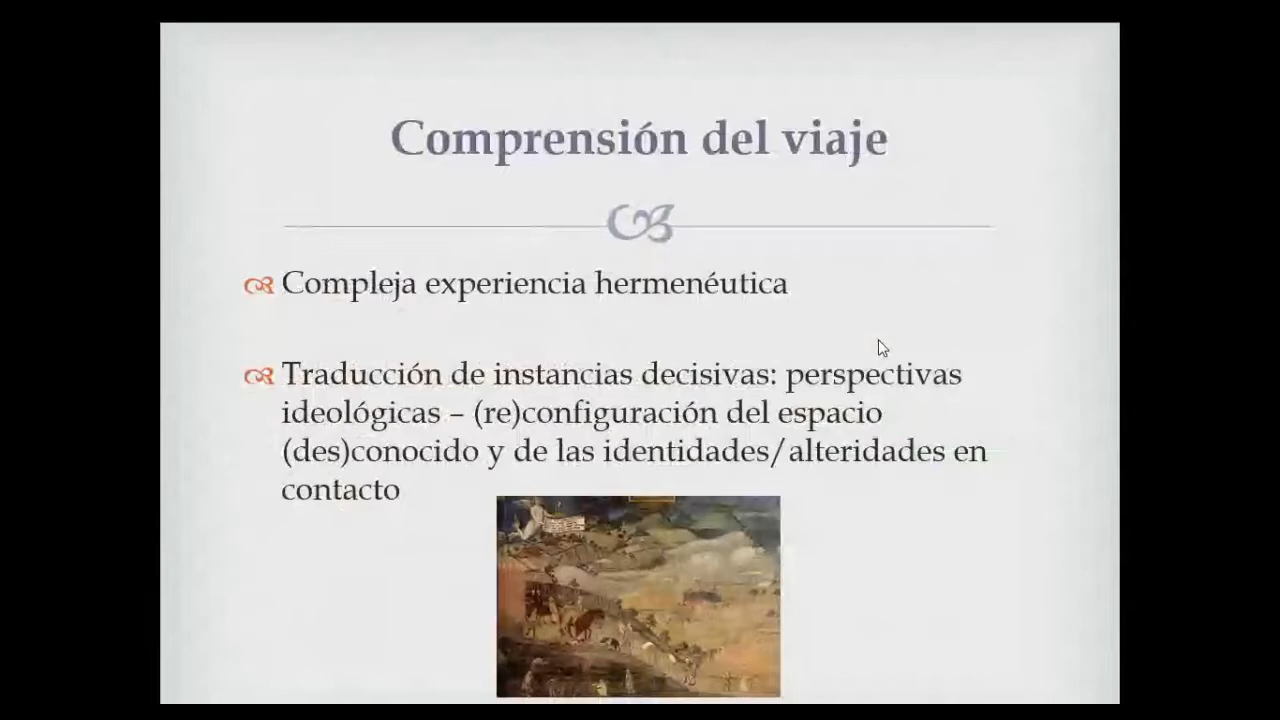 Comprensión del viaje
Compleja experiencia hermenéutica
Traducción de instancias decisivas: perspectivas
ideológicas – (re)configuración del espacio
(des)conocido y de las identidades/alteridades en
contacto